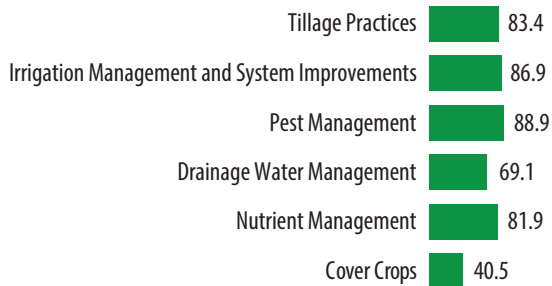 Tillage Practices 83.4
Irrigation Management and System Improvements 86.9
Pest Management 88.9
Drainage Water Management 69.1
Nutrient Management 81.9
Cover Crops 40.5